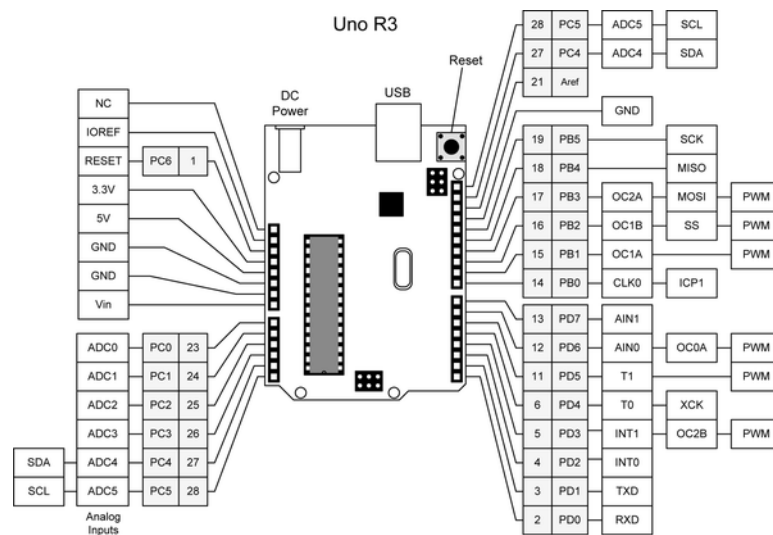 Uno R3
Reset
DC
Power
USB
NC
IOREF
RESET PC6 1
3.3V
5V
GND
GND
Vin
ADC0 PC0 23
ADC1 PC1 24
ADC2 PC2 25
ADC3 PC3 26
SDA ADC4 PC4 27
SCL ADC5 PC5 28
Analog
Inputs
28 PC5 ADC5 SCL
27 PC4 ADC4 SDA
21 Aref
GND
19 PB5 SCK
18 PB4 MISO
17 PB3 OC2A MOSI PWM
16 PB2 OC1B SS PWM
15 PB1 OC1A PWM
14 PB0 CLK0 ICP1
13 PD7 AIN1
12 PD6 AIN0 OC0A PWM
11 PD5 T1 PWM
6 PD4 T0 XCK
5 PD3 INT1 OC2B PWM
4 PD2 INT0
3 PD1 TXD
2 PD0 RXD